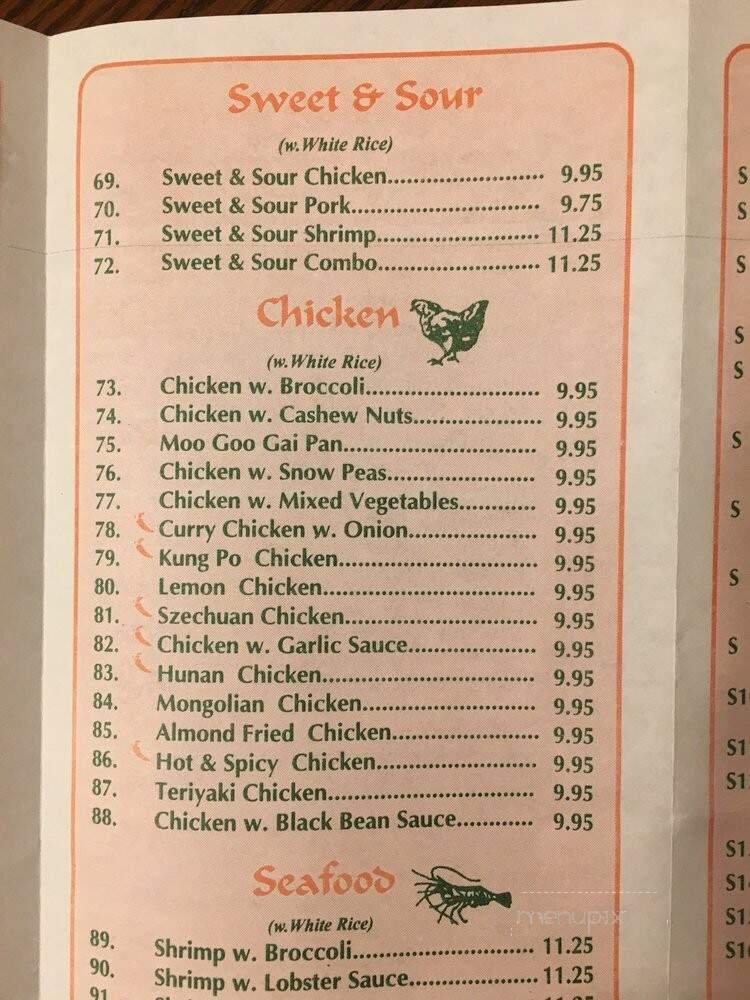 Sweet & Sour
(w.White Rice)
69. Sweet & Sour Chicken........................ 9.95
70. Sweet & Sour Pork............................. 9.75
71. Sweet & Sour Shrimp......................... 11.25
72. Sweet & Sour Combo......................... 11.25
Chicken
(w.White Rice)
73. Chicken w. Broccoli........................... 9.95
74. Chicken w. Cashew Nuts.................... 9.95
75. Moo Goo Gai Pan.............................. 9.95
76. Chicken w. Snow Peas....................... 9.95
77. Chicken w. Mixed Vegetables............ 9.95
78. Curry Chicken w. Onion.................... 9.95
79. Kung Po Chicken............................... 9.95
80. Lemon Chicken................................. 9.95
81. Szechuan Chicken.............................. 9.95
82. Chicken w. Garlic Sauce.................... 9.95
83. Hunan Chicken................................. 9.95
84. Mongolian Chicken........................... 9.95
85. Almond Fried Chicken....................... 9.95
86. Hot & Spicy Chicken......................... 9.95
87. Teriyaki Chicken................................ 9.95
88. Chicken w. Black Bean Sauce............ 9.95
Seafood
(w.White Rice)
89. Shrimp w. Broccoli............................ 11.25
90. Shrimp w. Lobster Sauce.................... 11.25
91.
menupix